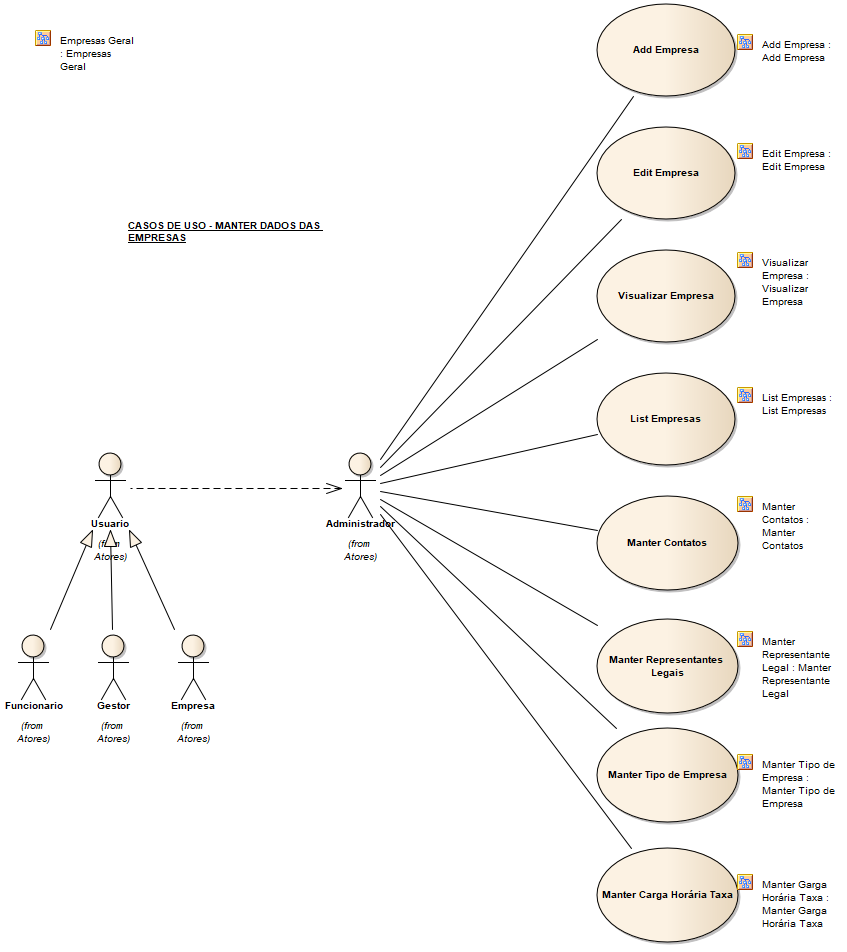 Empresas Geral
: Empresas
Geral
Add Empresa
Add Empresa :
Add Empresa
Edit Empresa
Edit Empresa :
Edit Empresa
CASOS DE USO - MANTER DADOS DAS
EMPRESAS
Visualizar Empresa
Visualizar
Empresa :
Visualizar
Empresa
List Empresas
List Empresas :
List Empresas
Usuario
(from
Atores)
Administrador
(from
Atores)
Manter Contatos
Manter
Contatos :
Manter
Contatos
Manter Representantes
Legais
Manter
Representante
Legal : Manter
Representante
Legal
Funcionario
(from
Atores)
Gestor
(from
Atores)
Empresa
(from
Atores)
Manter Tipo de Empresa
Manter Tipo de
Empresa :
Manter Tipo de
Empresa
Manter Carga Horária Taxa
Manter Garga
Horária Taxa :
Manter Garga
Horária Taxa